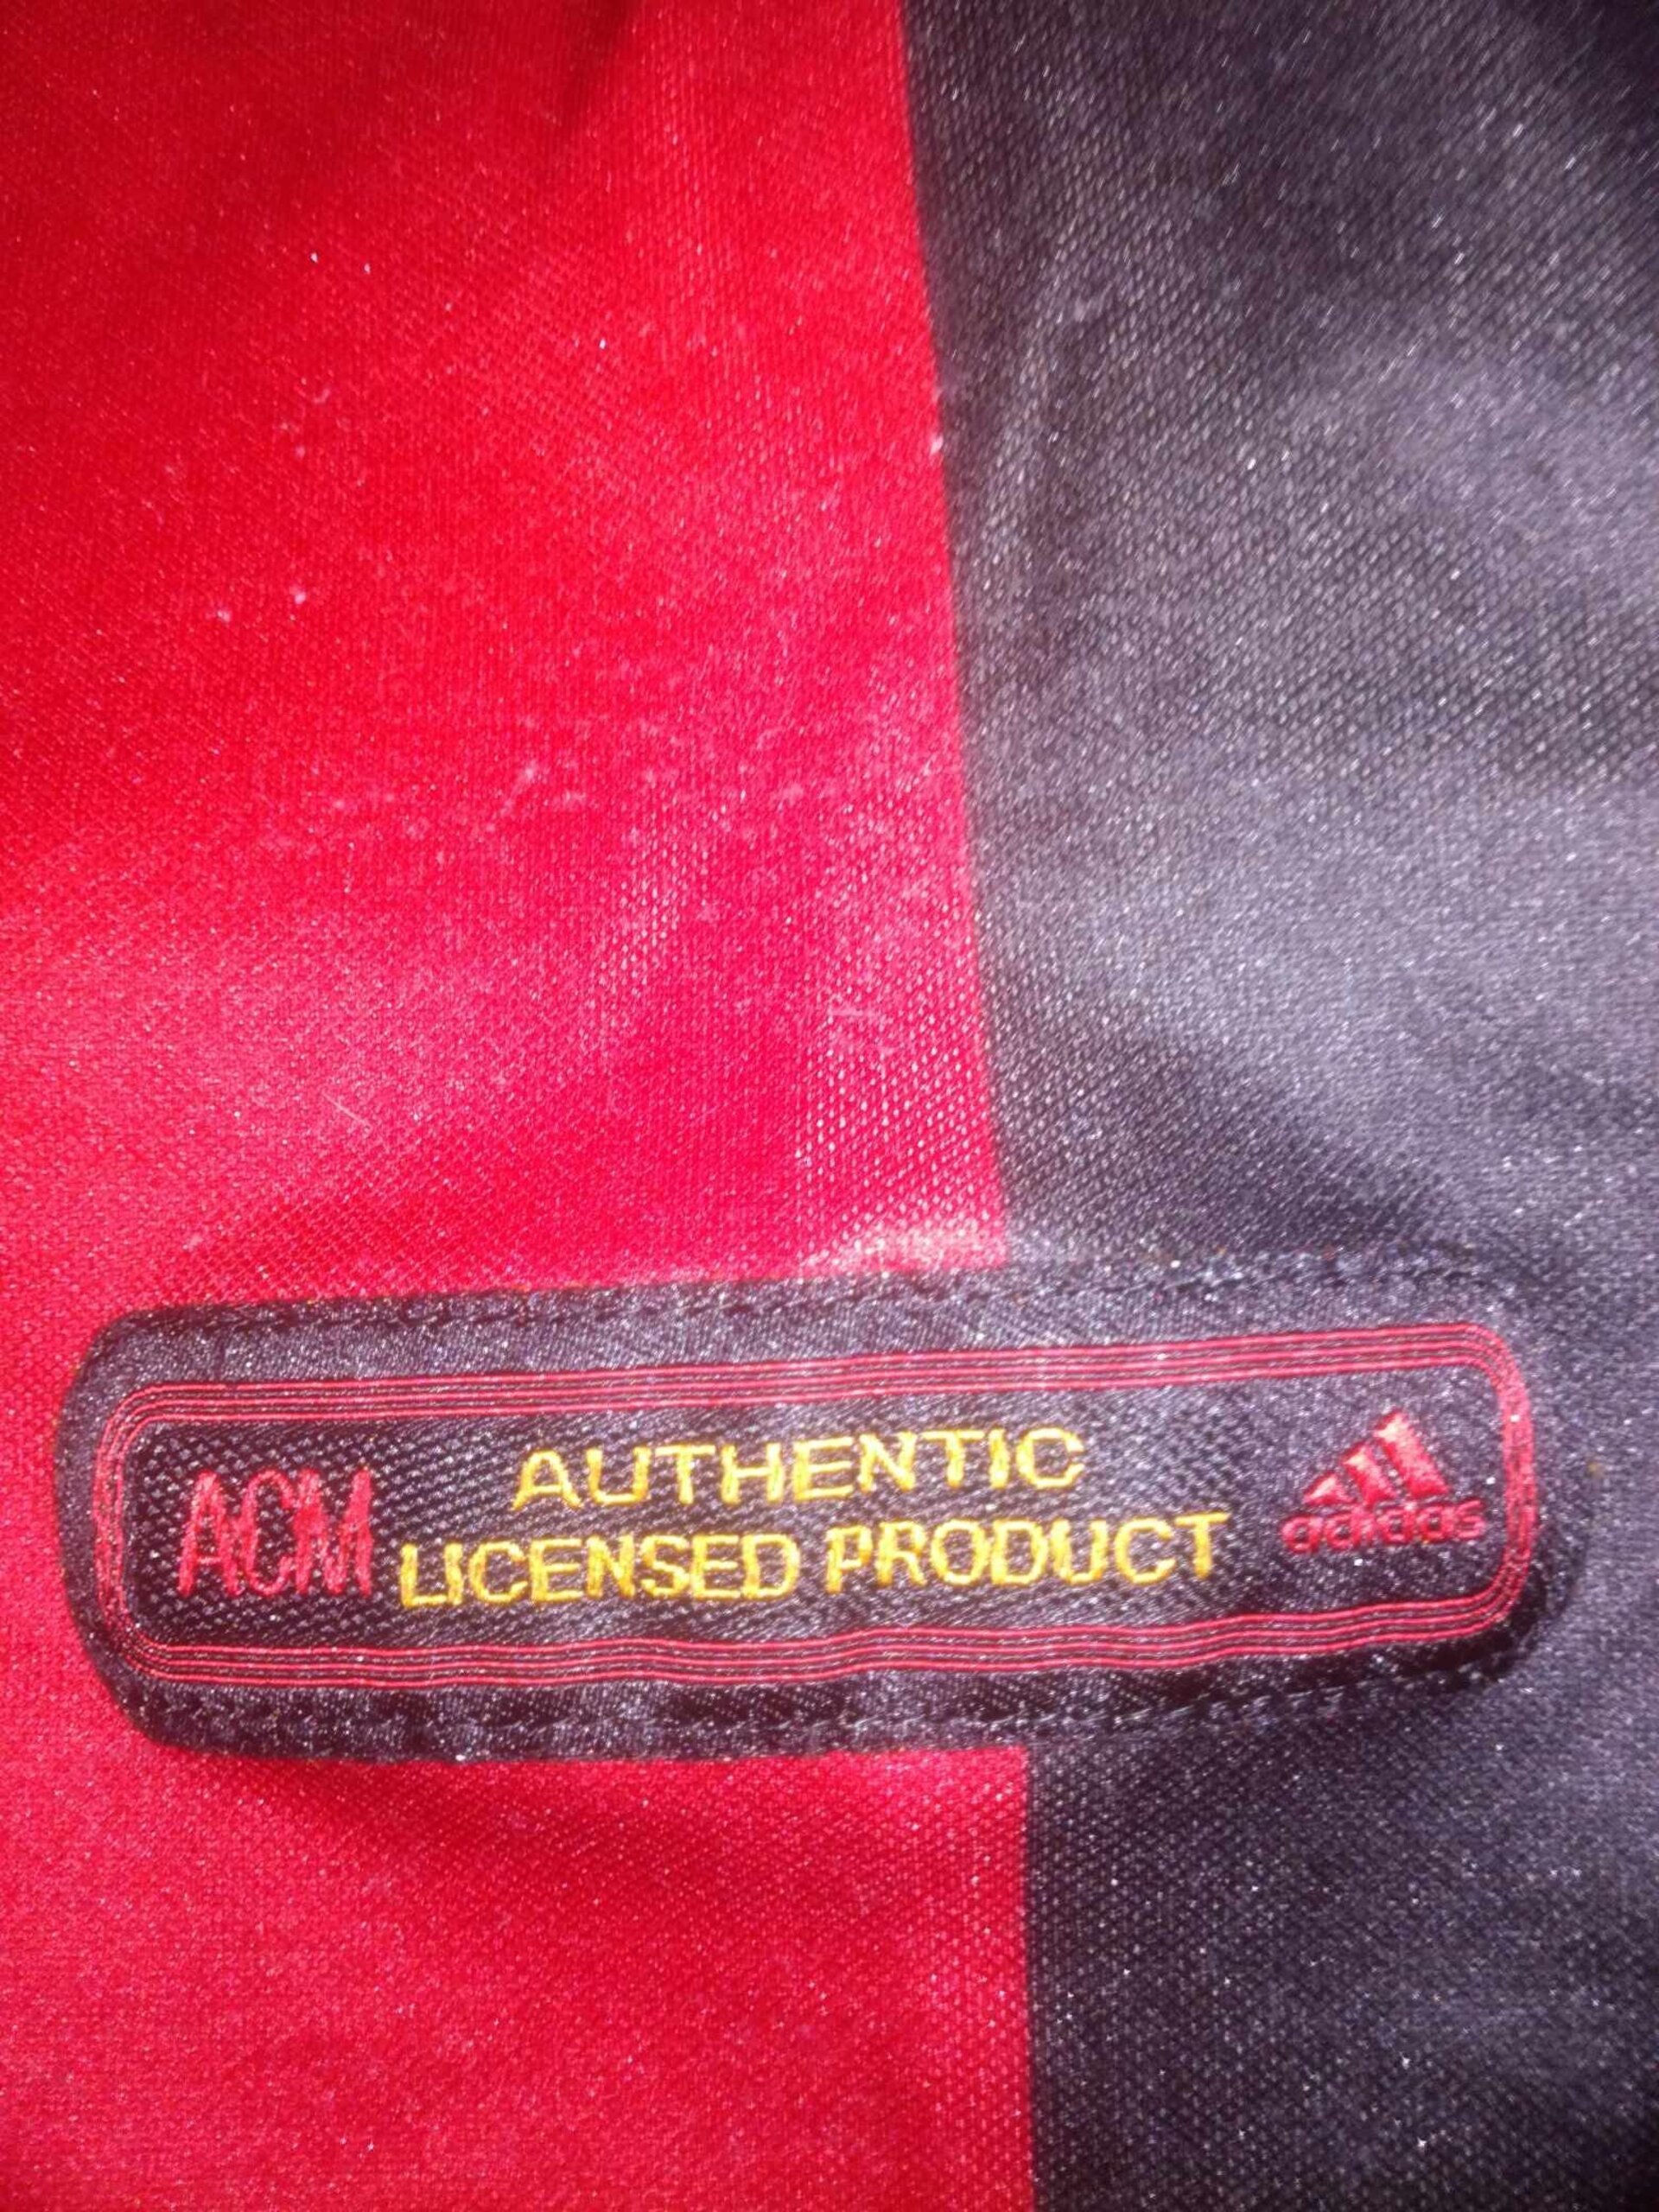 ACM
AUTHENTIC
LICENSED PRODUCT
adidas